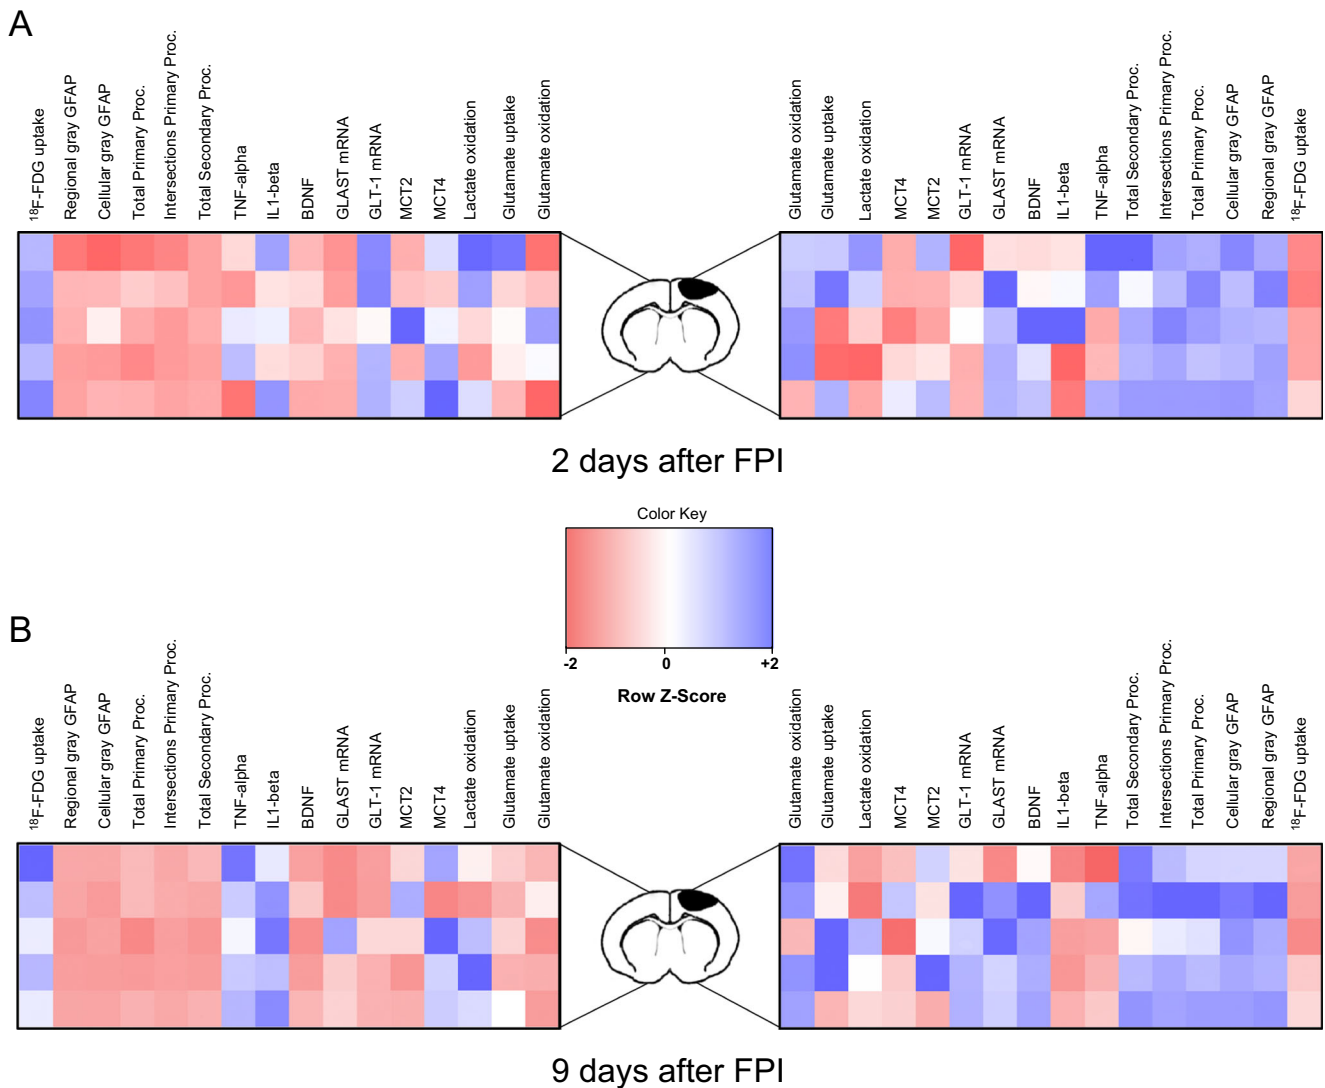 A
¹⁸F-FDG uptake
Regional gray GFAP
Cellular gray GFAP
Total Primary Proc.
Intersections Primary Proc.
Total Secondary Proc.
TNF-alpha
IL1-beta
BDNF
GLAST mRNA
GLT-1 mRNA
MCT2
MCT4
Lactate oxidation
Glutamate uptake
Glutamate oxidation
Glutamate oxidation
Glutamate uptake
Lactate oxidation
MCT4
MCT2
GLT-1 mRNA
GLAST mRNA
BDNF
IL1-beta
TNF-alpha
Total Secondary Proc.
Intersections Primary Proc.
Total Primary Proc.
Cellular gray GFAP
Regional gray GFAP
¹⁸F-FDG uptake
2 days after FPI
Color Key
-2 0 +2
Row Z-Score
B
¹⁸F-FDG uptake
Regional gray GFAP
Cellular gray GFAP
Total Primary Proc.
Intersections Primary Proc.
Total Secondary Proc.
TNF-alpha
IL1-beta
BDNF
GLAST mRNA
GLT-1 mRNA
MCT2
MCT4
Lactate oxidation
Glutamate uptake
Glutamate oxidation
Glutamate oxidation
Glutamate uptake
Lactate oxidation
MCT4
MCT2
GLT-1 mRNA
GLAST mRNA
BDNF
IL1-beta
TNF-alpha
Total Secondary Proc.
Intersections Primary Proc.
Total Primary Proc.
Cellular gray GFAP
Regional gray GFAP
¹⁸F-FDG uptake
9 days after FPI